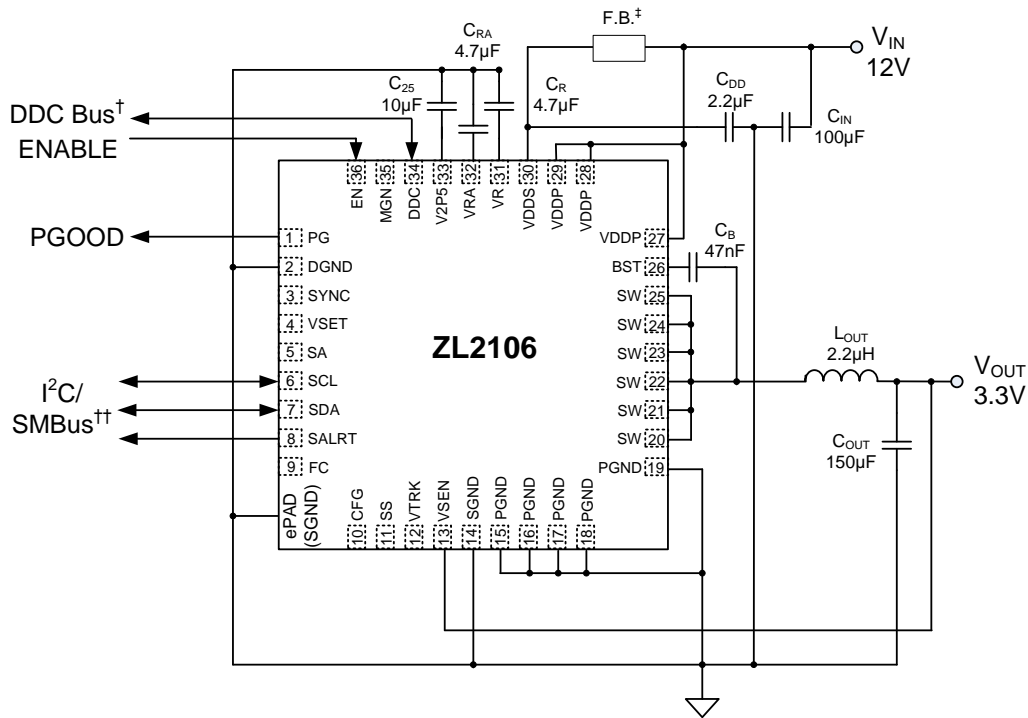 F.B.‡
V_IN
12V
C_RA
4.7µF
C_25
10µF
C_R
4.7µF
C_DD
2.2µF
C_IN
100µF
DDC Bus†
ENABLE
EN 36
MGN 35
DDC 34
V2P5 33
VRA 32
VR 31
VDDS 30
VDDP 29
VDDP 28
PGOOD
1 PG
2 DGND
3 SYNC
4 VSET
5 SA
6 SCL
7 SDA
8 SALRT
9 FC
I²C/
SMBus††
ZL2106
VDDP 27
BST 26
SW 25
SW 24
SW 23
SW 22
SW 21
SW 20
PGND 19
C_B
47nF
L_OUT
2.2µH
V_OUT
3.3V
C_OUT
150µF
ePAD
(SGND)
10 CFG
11 SS
12 VTRK
13 VSEN
14 SGND
15 PGND
16 PGND
17 PGND
18 PGND